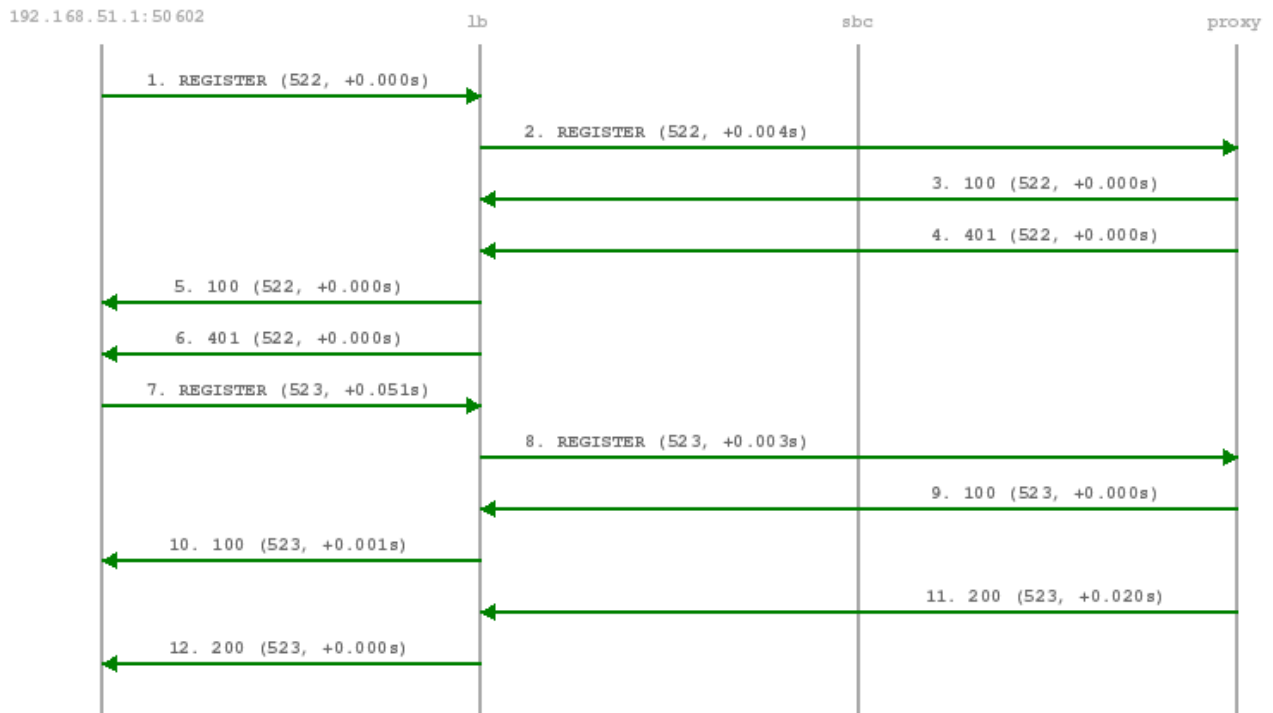 192.168.51.1:50602
lb
sbc
proxy
1. REGISTER (522, +0.000s)
2. REGISTER (522, +0.004s)
3. 100 (522, +0.000s)
4. 401 (522, +0.000s)
5. 100 (522, +0.000s)
6. 401 (522, +0.000s)
7. REGISTER (523, +0.051s)
8. REGISTER (523, +0.003s)
9. 100 (523, +0.000s)
10. 100 (523, +0.001s)
11. 200 (523, +0.020s)
12. 200 (523, +0.000s)